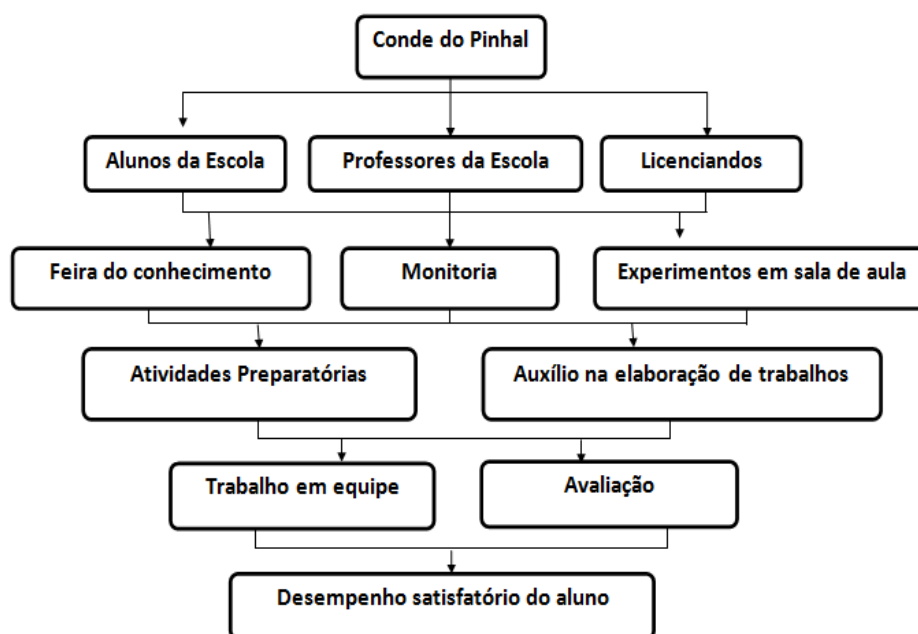 Conde do Pinhal
Alunos da Escola
Professores da Escola
Licenciandos
Feira do conhecimento
Monitoria
Experimentos em sala de aula
Atividades Preparatórias
Auxílio na elaboração de trabalhos
Trabalho em equipe
Avaliação
Desempenho satisfatório do aluno